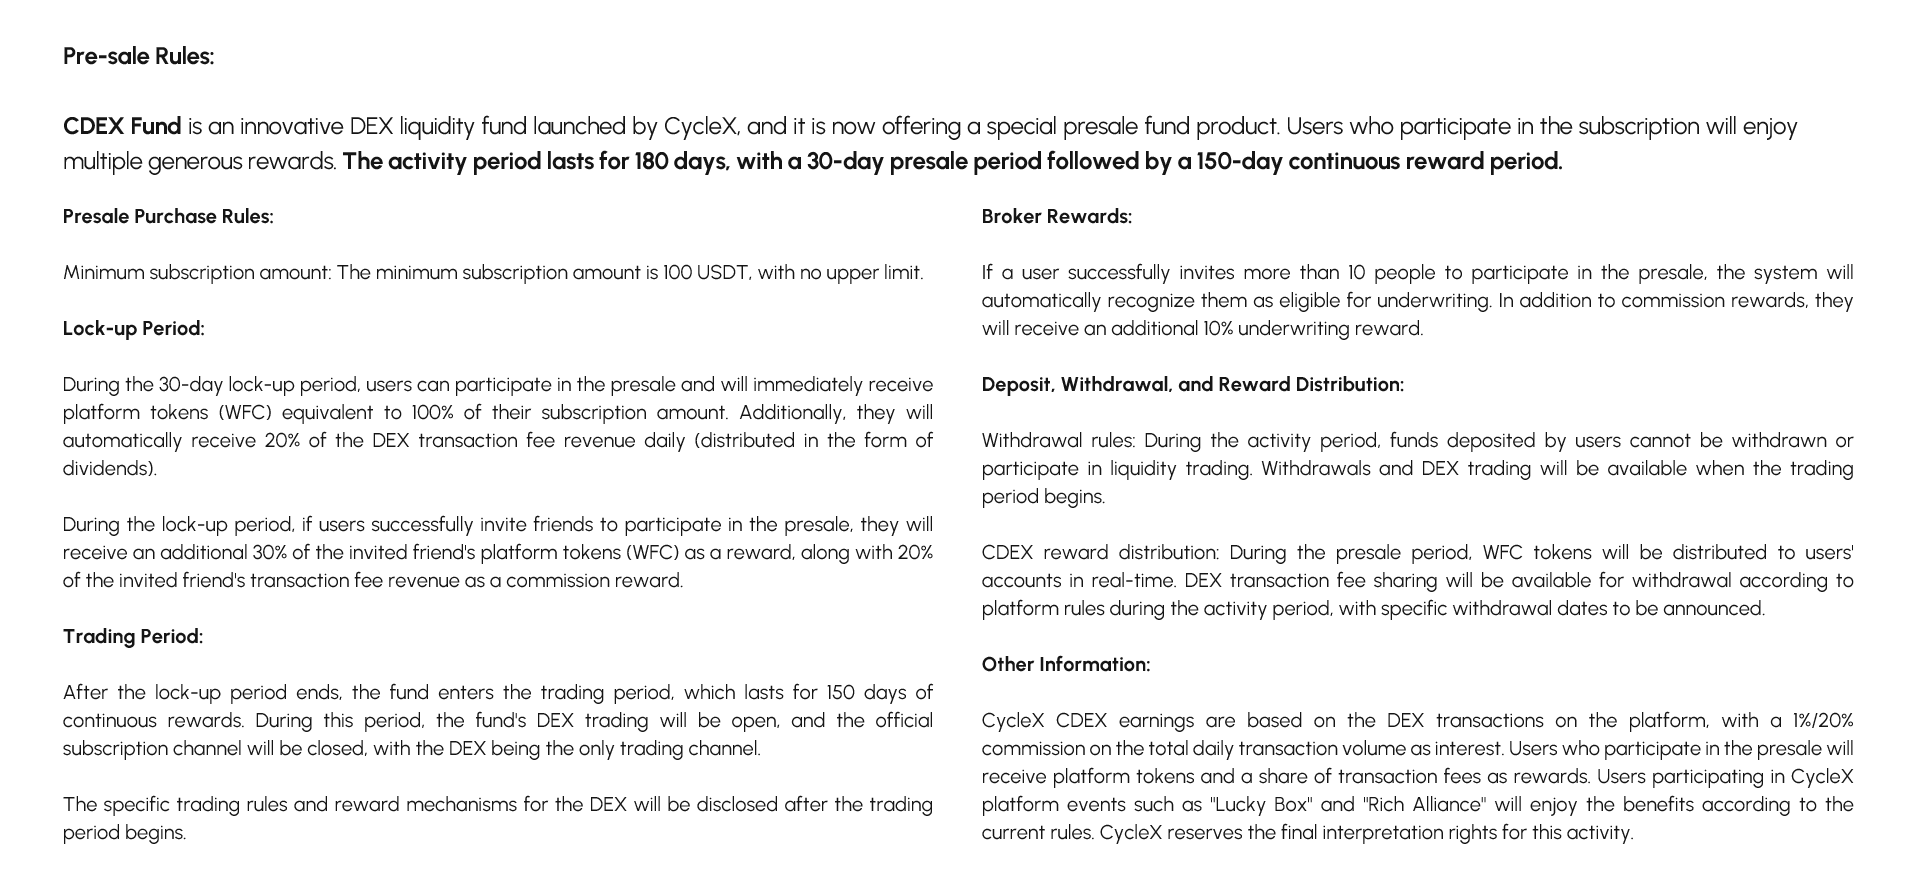 Pre-sale Rules:
CDEX Fund is an innovative DEX liquidity fund launched by CycleX, and it is now offering a special presale fund product. Users who participate in the subscription will enjoy
multiple generous rewards. The activity period lasts for 180 days, with a 30-day presale period followed by a 150-day continuous reward period.
Presale Purchase Rules:
Minimum subscription amount: The minimum subscription amount is 100 USDT, with no upper limit.
Lock-up Period:
During the 30-day lock-up period, users can participate in the presale and will immediately receive
platform tokens (WFC) equivalent to 100% of their subscription amount. Additionally, they will
automatically receive 20% of the DEX transaction fee revenue daily (distributed in the form of
dividends).
During the lock-up period, if users successfully invite friends to participate in the presale, they will
receive an additional 30% of the invited friend's platform tokens (WFC) as a reward, along with 20%
of the invited friend's transaction fee revenue as a commission reward.
Trading Period:
After the lock-up period ends, the fund enters the trading period, which lasts for 150 days of
continuous rewards. During this period, the fund's DEX trading will be open, and the official
subscription channel will be closed, with the DEX being the only trading channel.
The specific trading rules and reward mechanisms for the DEX will be disclosed after the trading
period begins.
Broker Rewards:
If a user successfully invites more than 10 people to participate in the presale, the system will
automatically recognize them as eligible for underwriting. In addition to commission rewards, they
will receive an additional 10% underwriting reward.
Deposit, Withdrawal, and Reward Distribution:
Withdrawal rules: During the activity period, funds deposited by users cannot be withdrawn or
participate in liquidity trading. Withdrawals and DEX trading will be available when the trading
period begins.
CDEX reward distribution: During the presale period, WFC tokens will be distributed to users'
accounts in real-time. DEX transaction fee sharing will be available for withdrawal according to
platform rules during the activity period, with specific withdrawal dates to be announced.
Other Information:
CycleX CDEX earnings are based on the DEX transactions on the platform, with a 1%/20%
commission on the total daily transaction volume as interest. Users who participate in the presale will
receive platform tokens and a share of transaction fees as rewards. Users participating in CycleX
platform events such as "Lucky Box" and "Rich Alliance" will enjoy the benefits according to the
current rules. CycleX reserves the final interpretation rights for this activity.